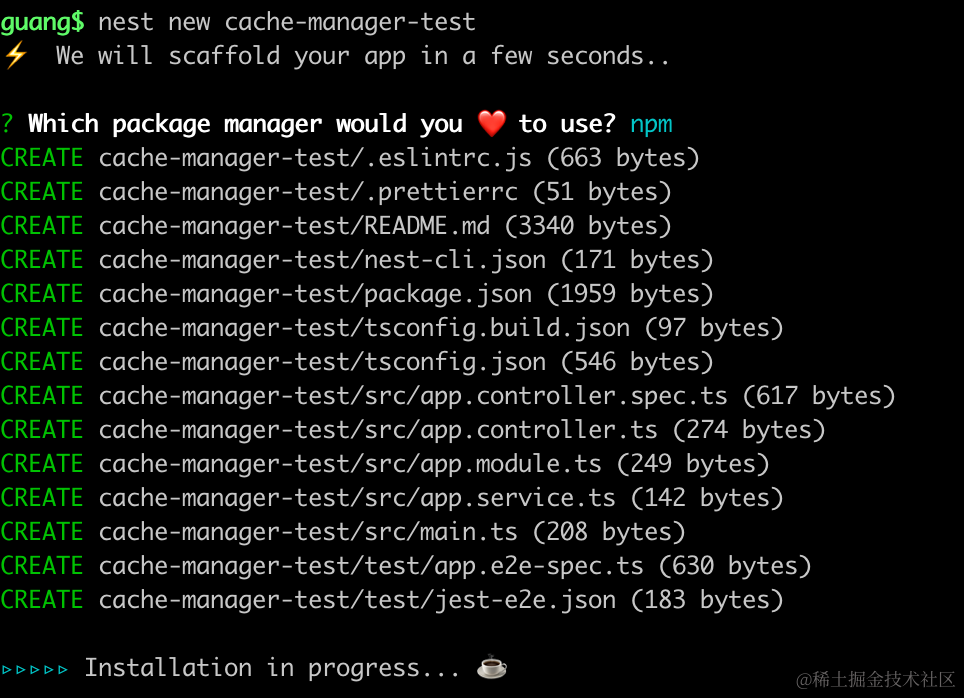 guang$ nest new cache-manager-test
⚡ We will scaffold your app in a few seconds..
? Which package manager would you ❤️ to use? npm
CREATE cache-manager-test/.eslintrc.js (663 bytes)
CREATE cache-manager-test/.prettierrc (51 bytes)
CREATE cache-manager-test/README.md (3340 bytes)
CREATE cache-manager-test/nest-cli.json (171 bytes)
CREATE cache-manager-test/package.json (1959 bytes)
CREATE cache-manager-test/tsconfig.build.json (97 bytes)
CREATE cache-manager-test/tsconfig.json (546 bytes)
CREATE cache-manager-test/src/app.controller.spec.ts (617 bytes)
CREATE cache-manager-test/src/app.controller.ts (274 bytes)
CREATE cache-manager-test/src/app.module.ts (249 bytes)
CREATE cache-manager-test/src/app.service.ts (142 bytes)
CREATE cache-manager-test/src/main.ts (208 bytes)
CREATE cache-manager-test/test/app.e2e-spec.ts (630 bytes)
CREATE cache-manager-test/test/jest-e2e.json (183 bytes)
▹▹▹▹▹ Installation in progress... ☕
@稀土掘金技术社区